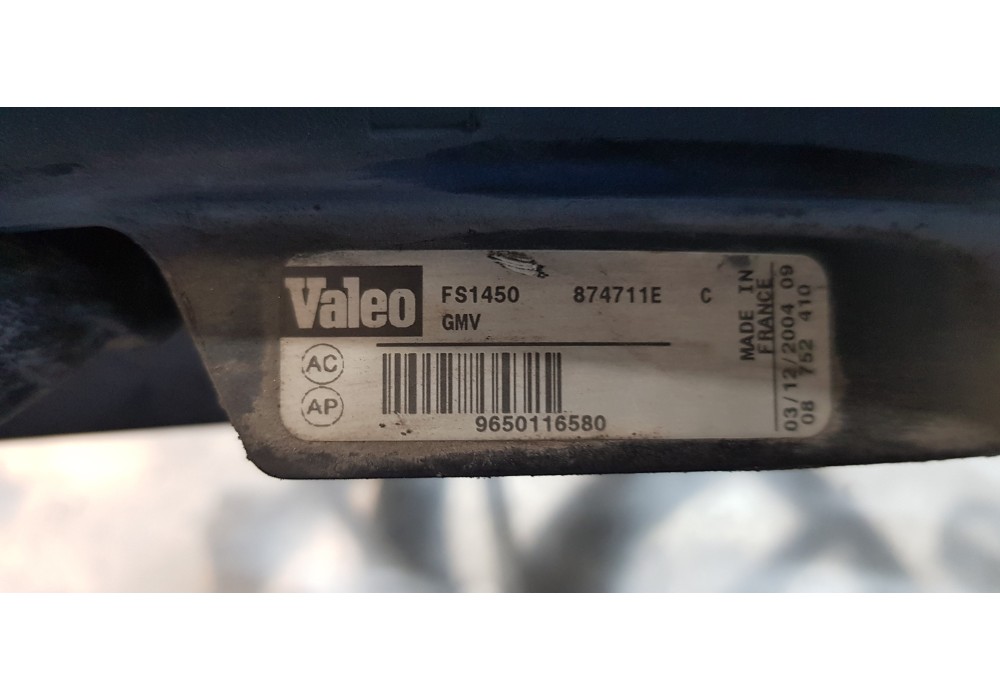 Valeo FS1450 874711E C
GMV
AC
AP
9650116580
MADE IN
FRANCE
03/12/2004 09
08 752 410